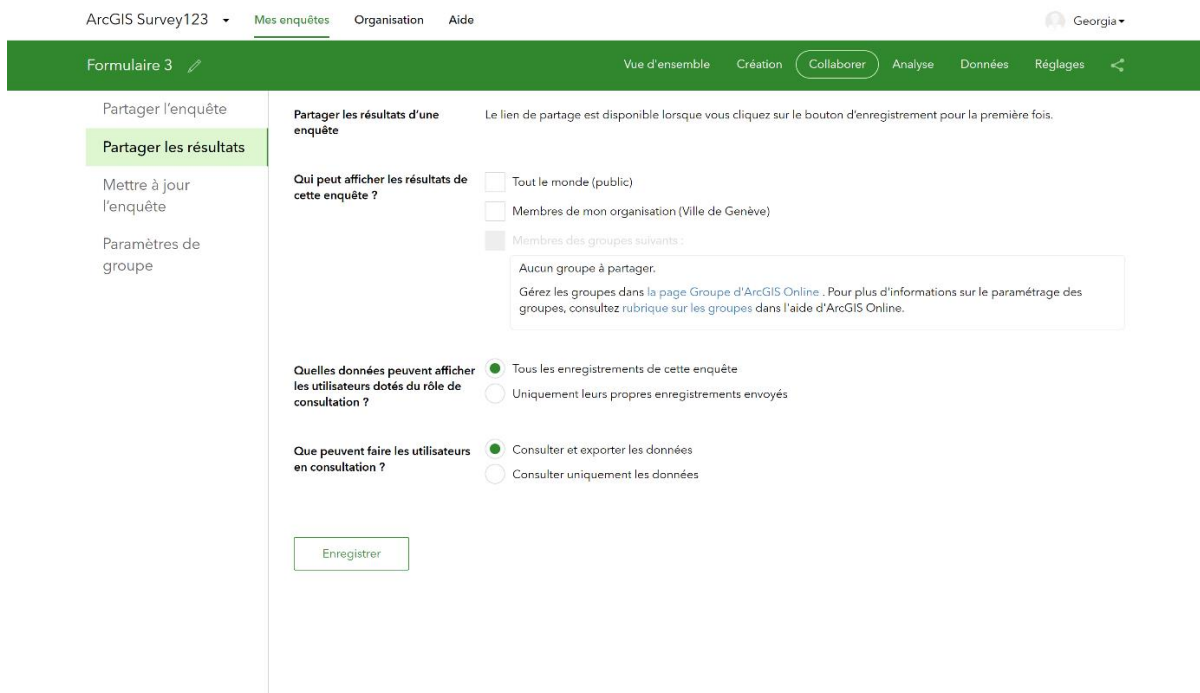 ArcGIS Survey123
Mes enquêtes
Organisation
Aide
Georgia
Formulaire 3
Vue d'ensemble
Création
Collaborer
Analyse
Données
Réglages
Partager l'enquête
Partager les résultats
Mettre à jour
l'enquête
Paramètres de
groupe
Partager les résultats d'une
enquête
Le lien de partage est disponible lorsque vous cliquez sur le bouton d'enregistrement pour la première fois.
Qui peut afficher les résultats de
cette enquête ?
Tout le monde (public)
Membres de mon organisation (Ville de Genève)
Membres des groupes suivants :
Aucun groupe à partager.
Gérez les groupes dans la page Groupe d'ArcGIS Online . Pour plus d'informations sur le paramétrage des
groupes, consultez rubrique sur les groupes dans l'aide d'ArcGIS Online.
Quelles données peuvent afficher
les utilisateurs dotés du rôle de
consultation ?
Tous les enregistrements de cette enquête
Uniquement leurs propres enregistrements envoyés
Que peuvent faire les utilisateurs
en consultation ?
Consulter et exporter les données
Consulter uniquement les données
Enregistrer